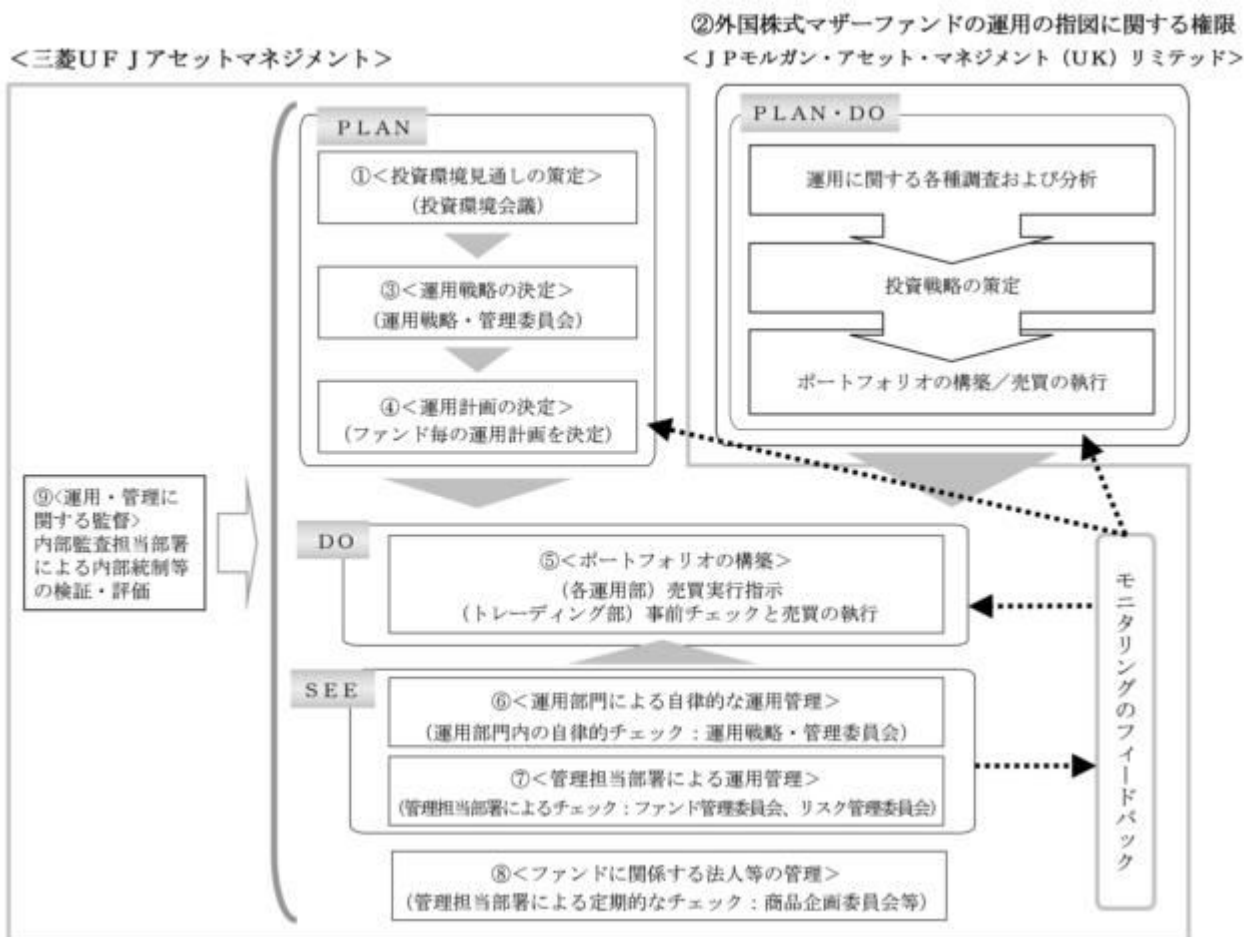 ②外国株式マザーファンドの運用の指図に関する権限
＜三菱ＵＦＪアセットマネジメント＞
＜ＪＰモルガン・アセット・マネジメント（ＵＫ）リミテッド＞
ＰＬＡＮ
①＜投資環境見通しの策定＞
（投資環境会議）
③＜運用戦略の決定＞
（運用戦略・管理委員会）
④＜運用計画の決定＞
（ファンド毎の運用計画を決定）
ＰＬＡＮ・ＤＯ
運用に関する各種調査および分析
投資戦略の策定
ポートフォリオの構築／売買の執行
⑨＜運用・管理に
関する監督＞
内部監査担当部署
による内部統制等
の検証・評価
ＤＯ
⑤＜ポートフォリオの構築＞
（各運用部）売買実行指示
（トレーディング部）事前チェックと売買の執行
ＳＥＥ
⑥＜運用部門による自律的な運用管理＞
（運用部門内の自律的チェック：運用戦略・管理委員会）
⑦＜管理担当部署による運用管理＞
（管理担当部署によるチェック：ファンド管理委員会、リスク管理委員会）
⑧＜ファンドに関係する法人等の管理＞
（管理担当部署による定期的なチェック：商品企画委員会等）
モニタリングのフィードバック